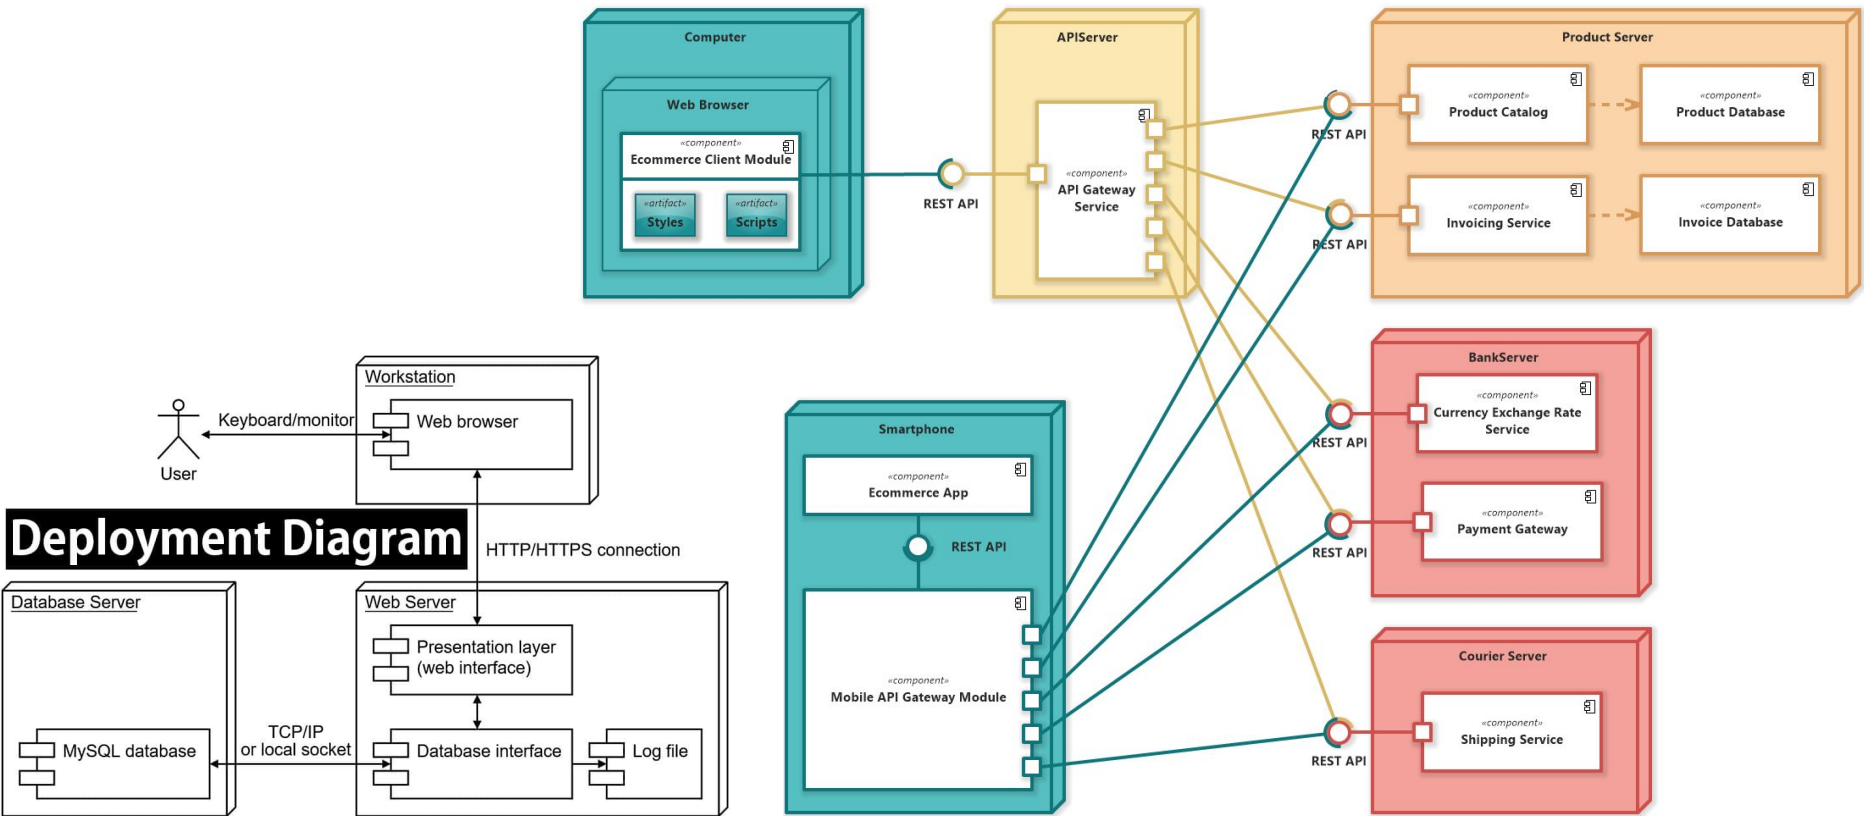 Computer
Web Browser
«component»
Ecommerce Client Module
«artifact»
Styles
«artifact»
Scripts
REST API
APIServer
«component»
API Gateway
Service
REST API
REST API
Product Server
«component»
Product Catalog
«component»
Product Database
«component»
Invoicing Service
«component»
Invoice Database
BankServer
«component»
Currency Exchange Rate
Service
REST API
«component»
Payment Gateway
REST API
Courier Server
«component»
Shipping Service
REST API
Smartphone
«component»
Ecommerce App
REST API
«component»
Mobile API Gateway Module
Workstation
Web browser
Keyboard/monitor
User
Deployment Diagram
HTTP/HTTPS connection
Database Server
MySQL database
TCP/IP
or local socket
Web Server
Presentation layer
(web interface)
Database interface
Log file